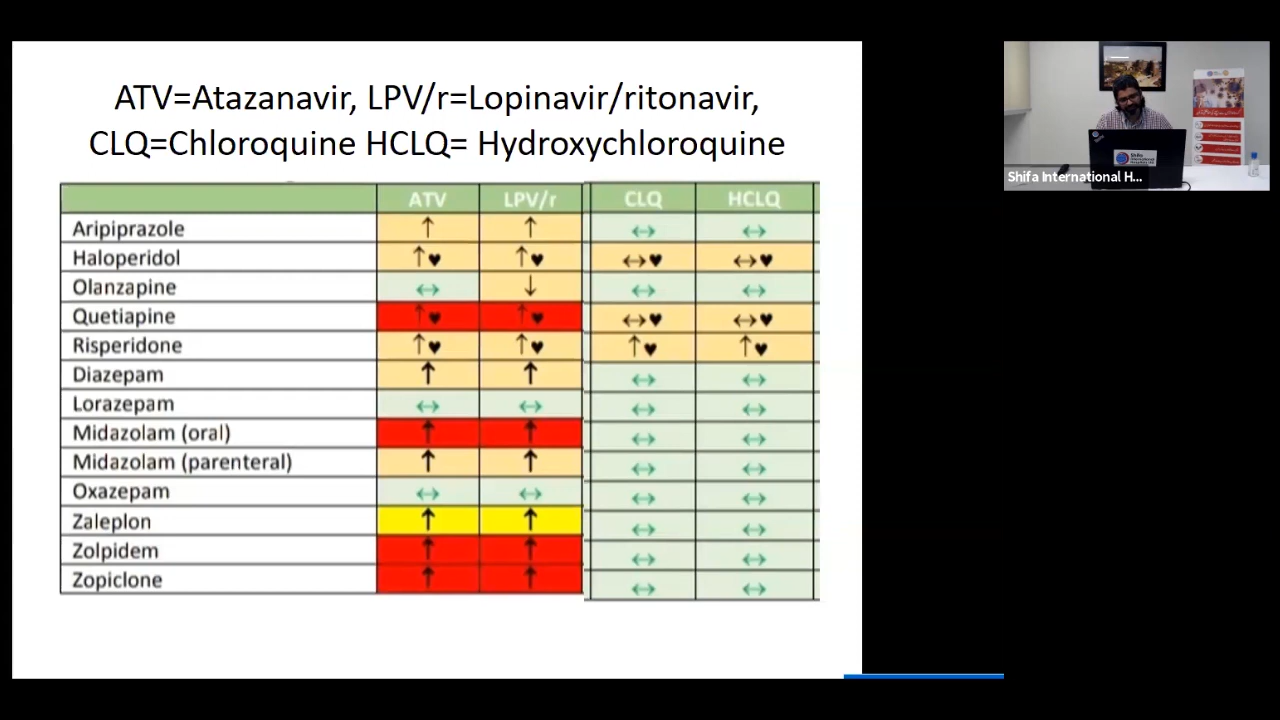 ATV=Atazanavir, LPV/r=Lopinavir/ritonavir,
CLQ=Chloroquine HCLQ= Hydroxychloroquine
ATV LPV/r CLQ HCLQ
Aripiprazole ↑ ↑ ↔ ↔
Haloperidol ↑♥ ↑♥ ↔♥ ↔♥
Olanzapine ↔ ↓ ↔ ↔
Quetiapine ↑♥ ↑♥ ↔♥ ↔♥
Risperidone ↑♥ ↑♥ ↑♥ ↑♥
Diazepam ↑ ↑ ↔ ↔
Lorazepam ↔ ↔ ↔ ↔
Midazolam (oral) ↑ ↑ ↔ ↔
Midazolam (parenteral) ↑ ↑ ↔ ↔
Oxazepam ↔ ↔ ↔ ↔
Zaleplon ↑ ↑ ↔ ↔
Zolpidem ↑ ↑ ↔ ↔
Zopiclone ↑ ↑ ↔ ↔
Shifa
Shifa International H...